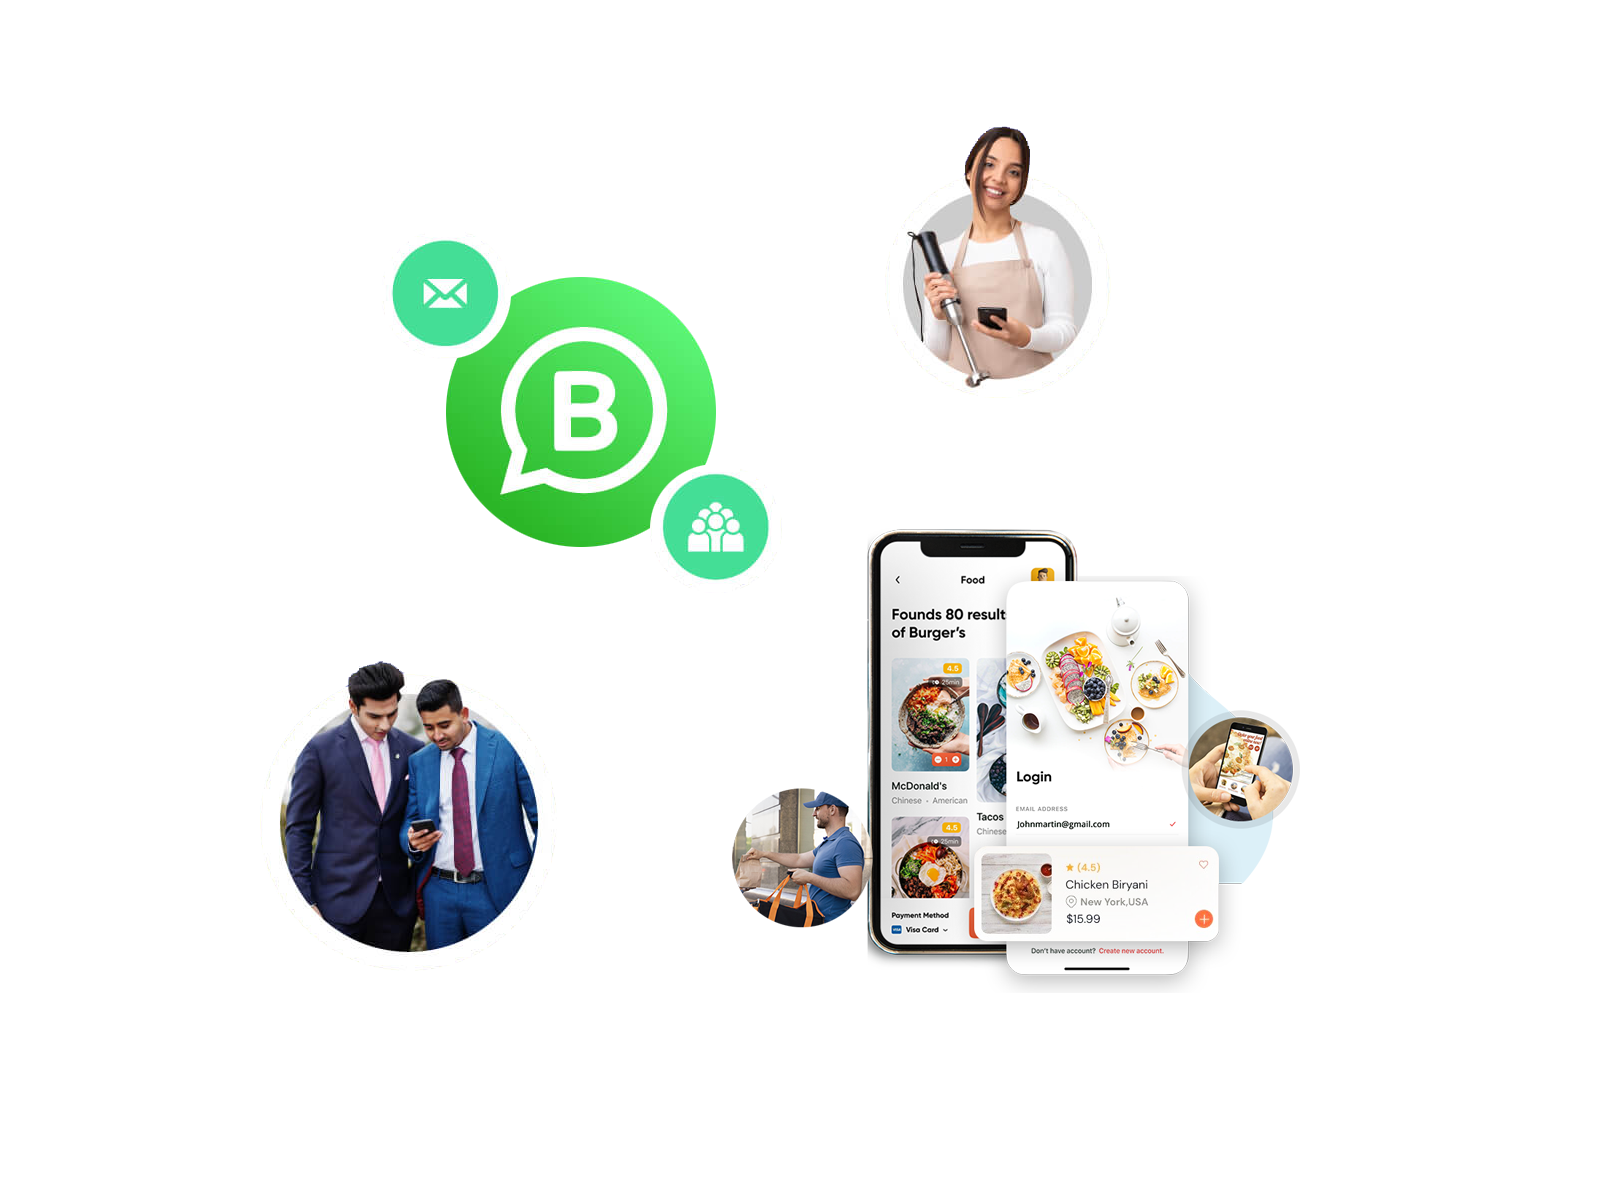 B
Food
Founds 80 result
of Burger's
4.5
25min
1
McDonald's
Chinese • American
4.5
25min
Tacos
Chinese
Payment Method
VISA
Visa Card
Login
EMAIL ADDRESS
Johnmartin@gmail.com
(4.5)
Chicken Biryani
New York,USA
$15.99
Don't have account? Create new account.